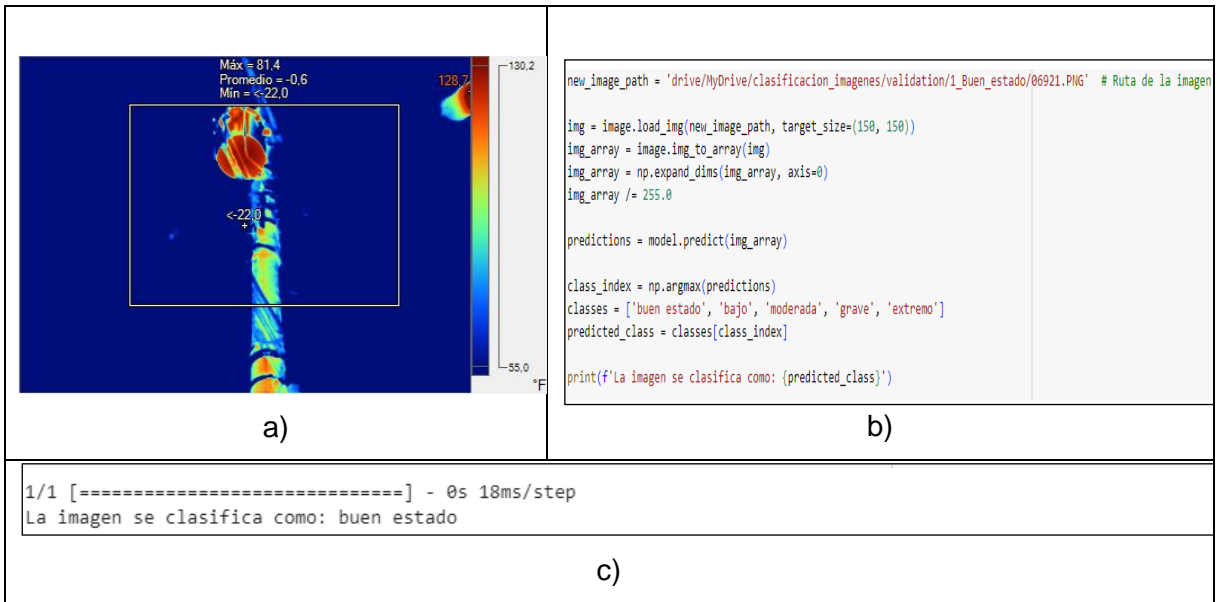 Máx = 81,4
Promedio = -0,6
Mín = <-22,0
128,7
130,2
<-22,0
55,0
°F
a)
new_image_path = 'drive/MyDrive/clasificacion_imagenes/validation/1_Buen_estado/06921.PNG' # Ruta de la imagen
img = image.load_img(new_image_path, target_size=(150, 150))
img_array = image.img_to_array(img)
img_array = np.expand_dims(img_array, axis=0)
img_array /= 255.0
predictions = model.predict(img_array)
class_index = np.argmax(predictions)
classes = ['buen estado', 'bajo', 'moderada', 'grave', 'extremo']
predicted_class = classes[class_index]
print(f'La imagen se clasifica como: {predicted_class}')
b)
1/1 [==============================] - 0s 18ms/step
La imagen se clasifica como: buen estado
c)